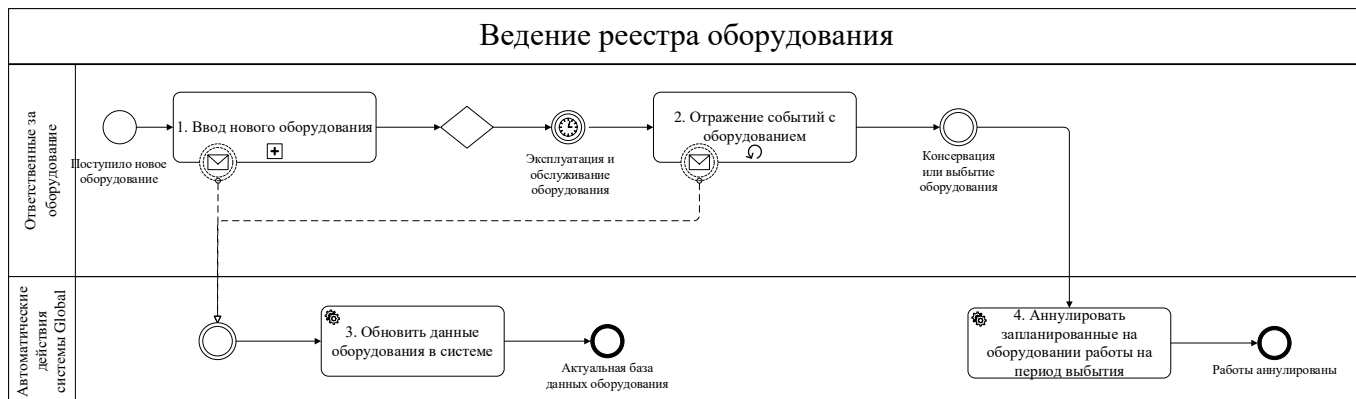 Ведение реестра оборудования
Ответственные за
оборудование
Поступило новое
оборудование
1. Ввод нового оборудования
Эксплуатация и
обслуживание
оборудования
2. Отражение событий с
оборудованием
Консервация
или выбытие
оборудования
Автоматические
действия
системы Global
3. Обновить данные
оборудования в системе
Актуальная база
данных оборудования
4. Аннулировать
запланированные на
оборудовании работы на
период выбытия
Работы аннулированы